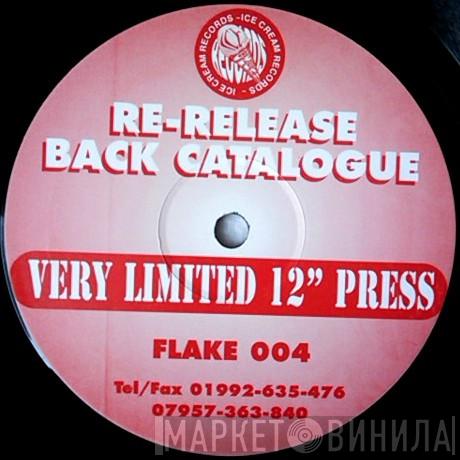 ICE CREAM RECORDS - ICE CREAM RECORDS -
RECORDS
RE-RELEASE
BACK CATALOGUE
VERY LIMITED 12” PRESS
FLAKE 004
Tel/Fax 01992-635-476
07957-363-840
МАРКЕТ ВИНИЛА